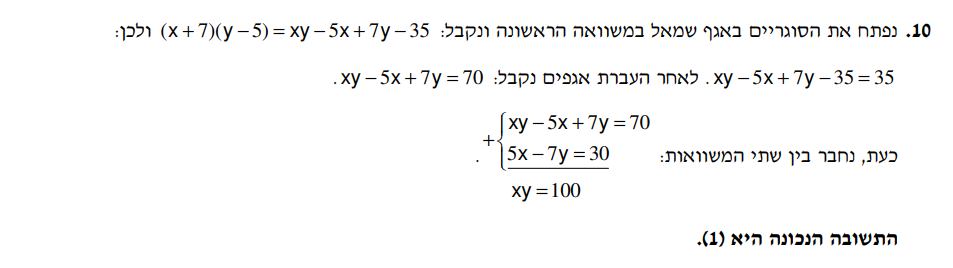 10. נפתח את הסוגריים באגף שמאל במשוואה הראשונה ונקבל: (x + 7)(y − 5) = xy − 5x + 7y − 35 ולכן:
xy − 5x + 7y − 35 = 35. לאחר העברת אגפים נקבל: xy − 5x + 7y = 70.
xy − 5x + 7y = 70
כעת, נחבר בין שתי המשוואות: +{ 5x − 7y = 30 .
xy = 100
התשובה הנכונה היא (1).